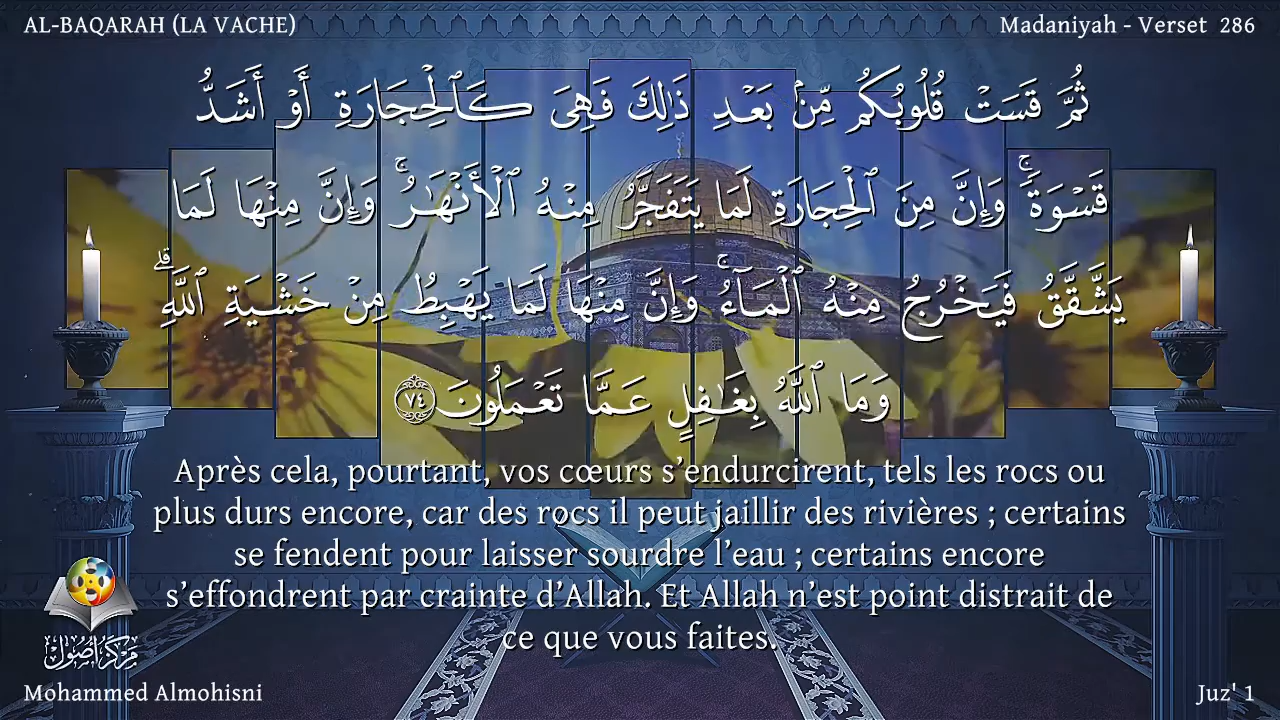 AL-BAQARAH (LA VACHE)
Madaniyah - Verset 286
ثُمَّ قَسَتْ قُلُوبُكُم مِّنۢ بَعْدِ ذَٰلِكَ فَهِىَ كَٱلْحِجَارَةِ أَوْ أَشَدُّ
قَسْوَةً ۚ وَإِنَّ مِنَ ٱلْحِجَارَةِ لَمَا يَتَفَجَّرُ مِنْهُ ٱلْأَنْهَـٰرُ ۚ وَإِنَّ مِنْهَا لَمَا
يَشَّقَّقُ فَيَخْرُجُ مِنْهُ ٱلْمَآءُ ۚ وَإِنَّ مِنْهَا لَمَا يَهْبِطُ مِنْ خَشْيَةِ ٱللَّهِ ۗ
وَمَا ٱللَّهُ بِغَـٰفِلٍ عَمَّا تَعْمَلُونَ ٧٤
Après cela, pourtant, vos cœurs s’endurcirent, tels les rocs ou
plus durs encore, car des rocs il peut jaillir des rivières ; certains
se fendent pour laisser sourdre l’eau ; certains encore
s’effondrent par crainte d’Allah. Et Allah n’est point distrait de
ce que vous faites.
مركز أصول
Mohammed Almohisni
Juz' 1